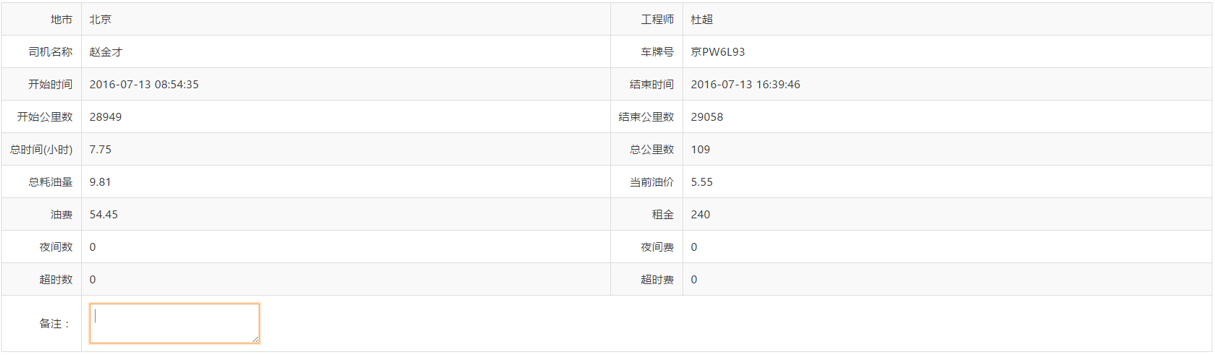 地市 北京 工程师 杜超
司机名称 赵金才 车牌号 京PW6L93
开始时间 2016-07-13 08:54:35 结束时间 2016-07-13 16:39:46
开始公里数 28949 结束公里数 29058
总时间(小时) 7.75 总公里数 109
总耗油量 9.81 当前油价 5.55
油费 54.45 租金 240
夜间数 0 夜间费 0
超时数 0 超时费 0
备注：